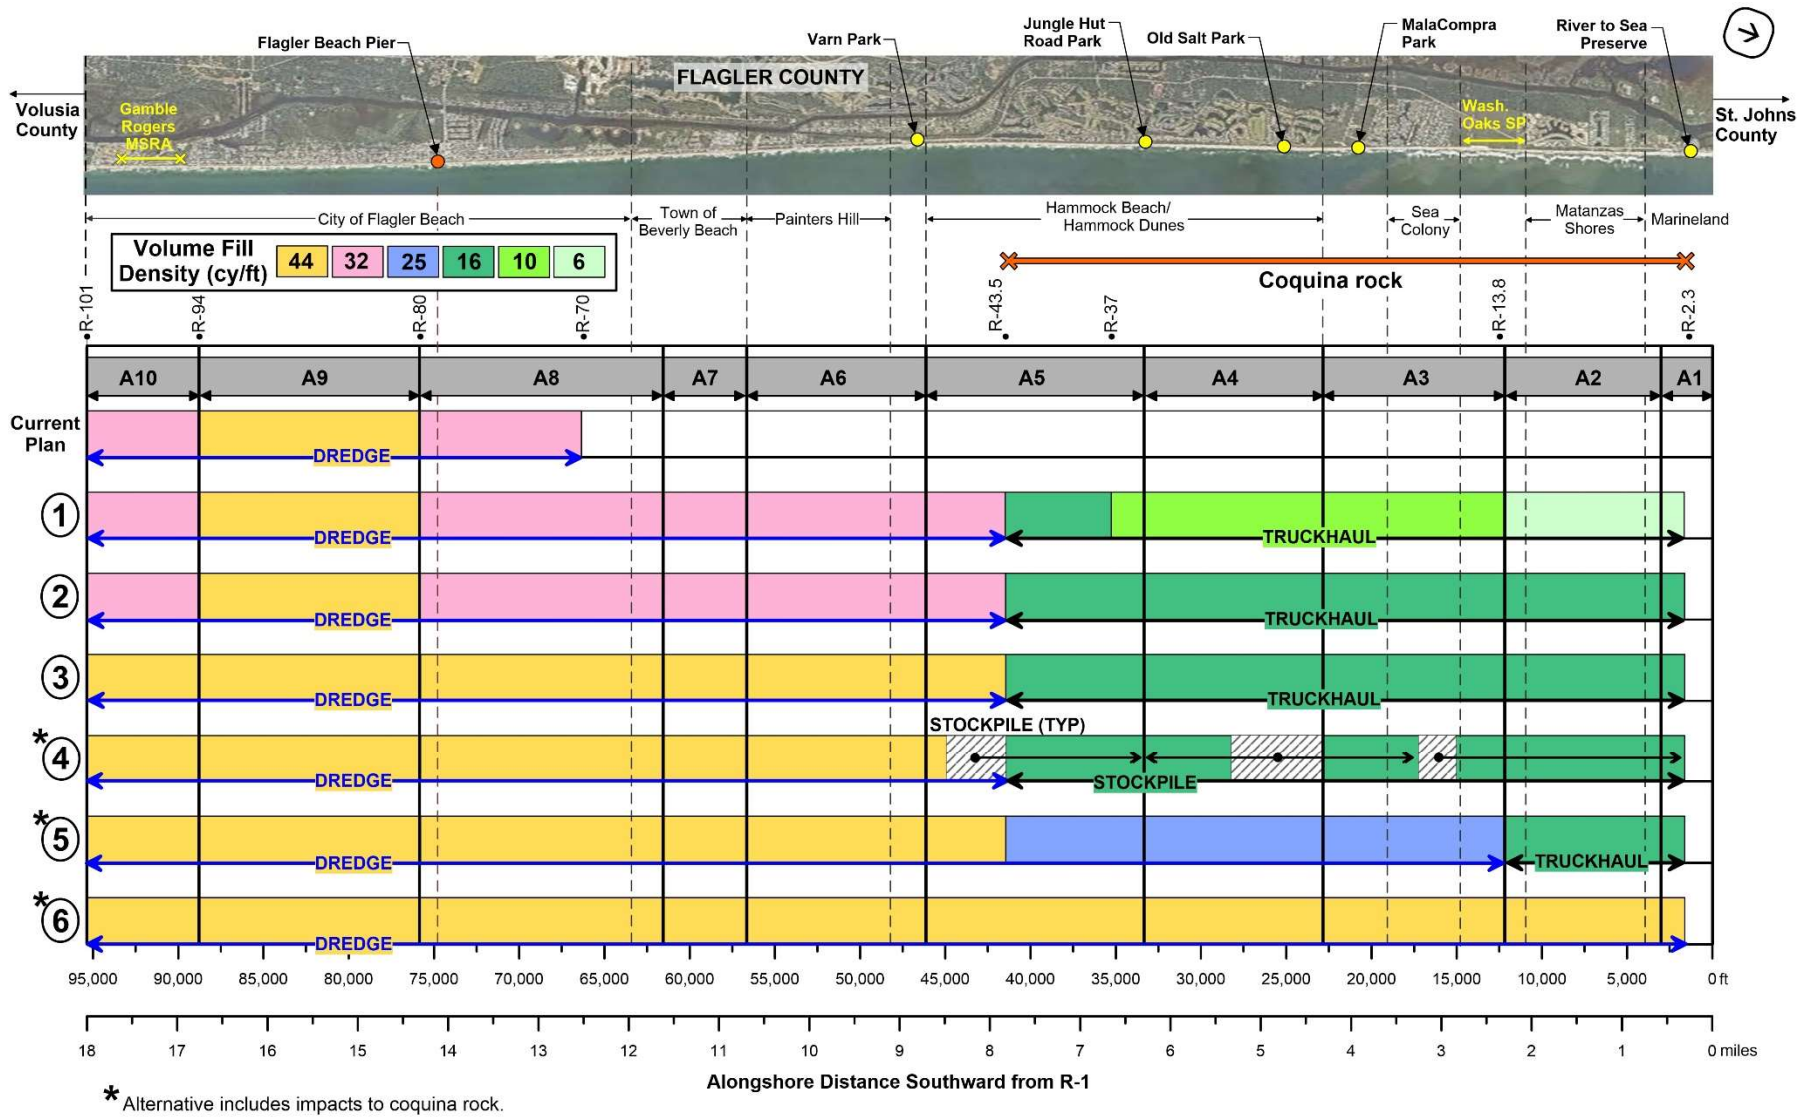 Flagler Beach Pier
Varn Park
Jungle Hut
Road Park
Old Salt Park
MalaCompra
Park
River to Sea
Preserve
FLAGLER COUNTY
Volusia
County
Gamble
Rogers
MSRA
Wash.
Oaks SP
St. Johns
County
City of Flagler Beach
Town of
Beverly Beach
Painters Hill
Hammock Beach/
Hammock Dunes
Sea
Colony
Matanzas
Shores
Marineland
Volume Fill
Density (cy/ft)
44 32 25 16 10 6
Coquina rock
R-101
R-94
R-80
R-70
R-43.5
R-37
R-13.8
R-2.3
A10 A9 A8 A7 A6 A5 A4 A3 A2 A1
Current
Plan
DREDGE
1
DREDGE TRUCKHAUL
2
DREDGE TRUCKHAUL
3
DREDGE TRUCKHAUL
STOCKPILE (TYP)
*4
DREDGE STOCKPILE
*5
DREDGE TRUCKHAUL
*6
DREDGE
95,000 90,000 85,000 80,000 75,000 70,000 65,000 60,000 55,000 50,000 45,000 40,000 35,000 30,000 25,000 20,000 15,000 10,000 5,000 0 ft
18 17 16 15 14 13 12 11 10 9 8 7 6 5 4 3 2 1 0 miles
Alongshore Distance Southward from R-1
* Alternative includes impacts to coquina rock.